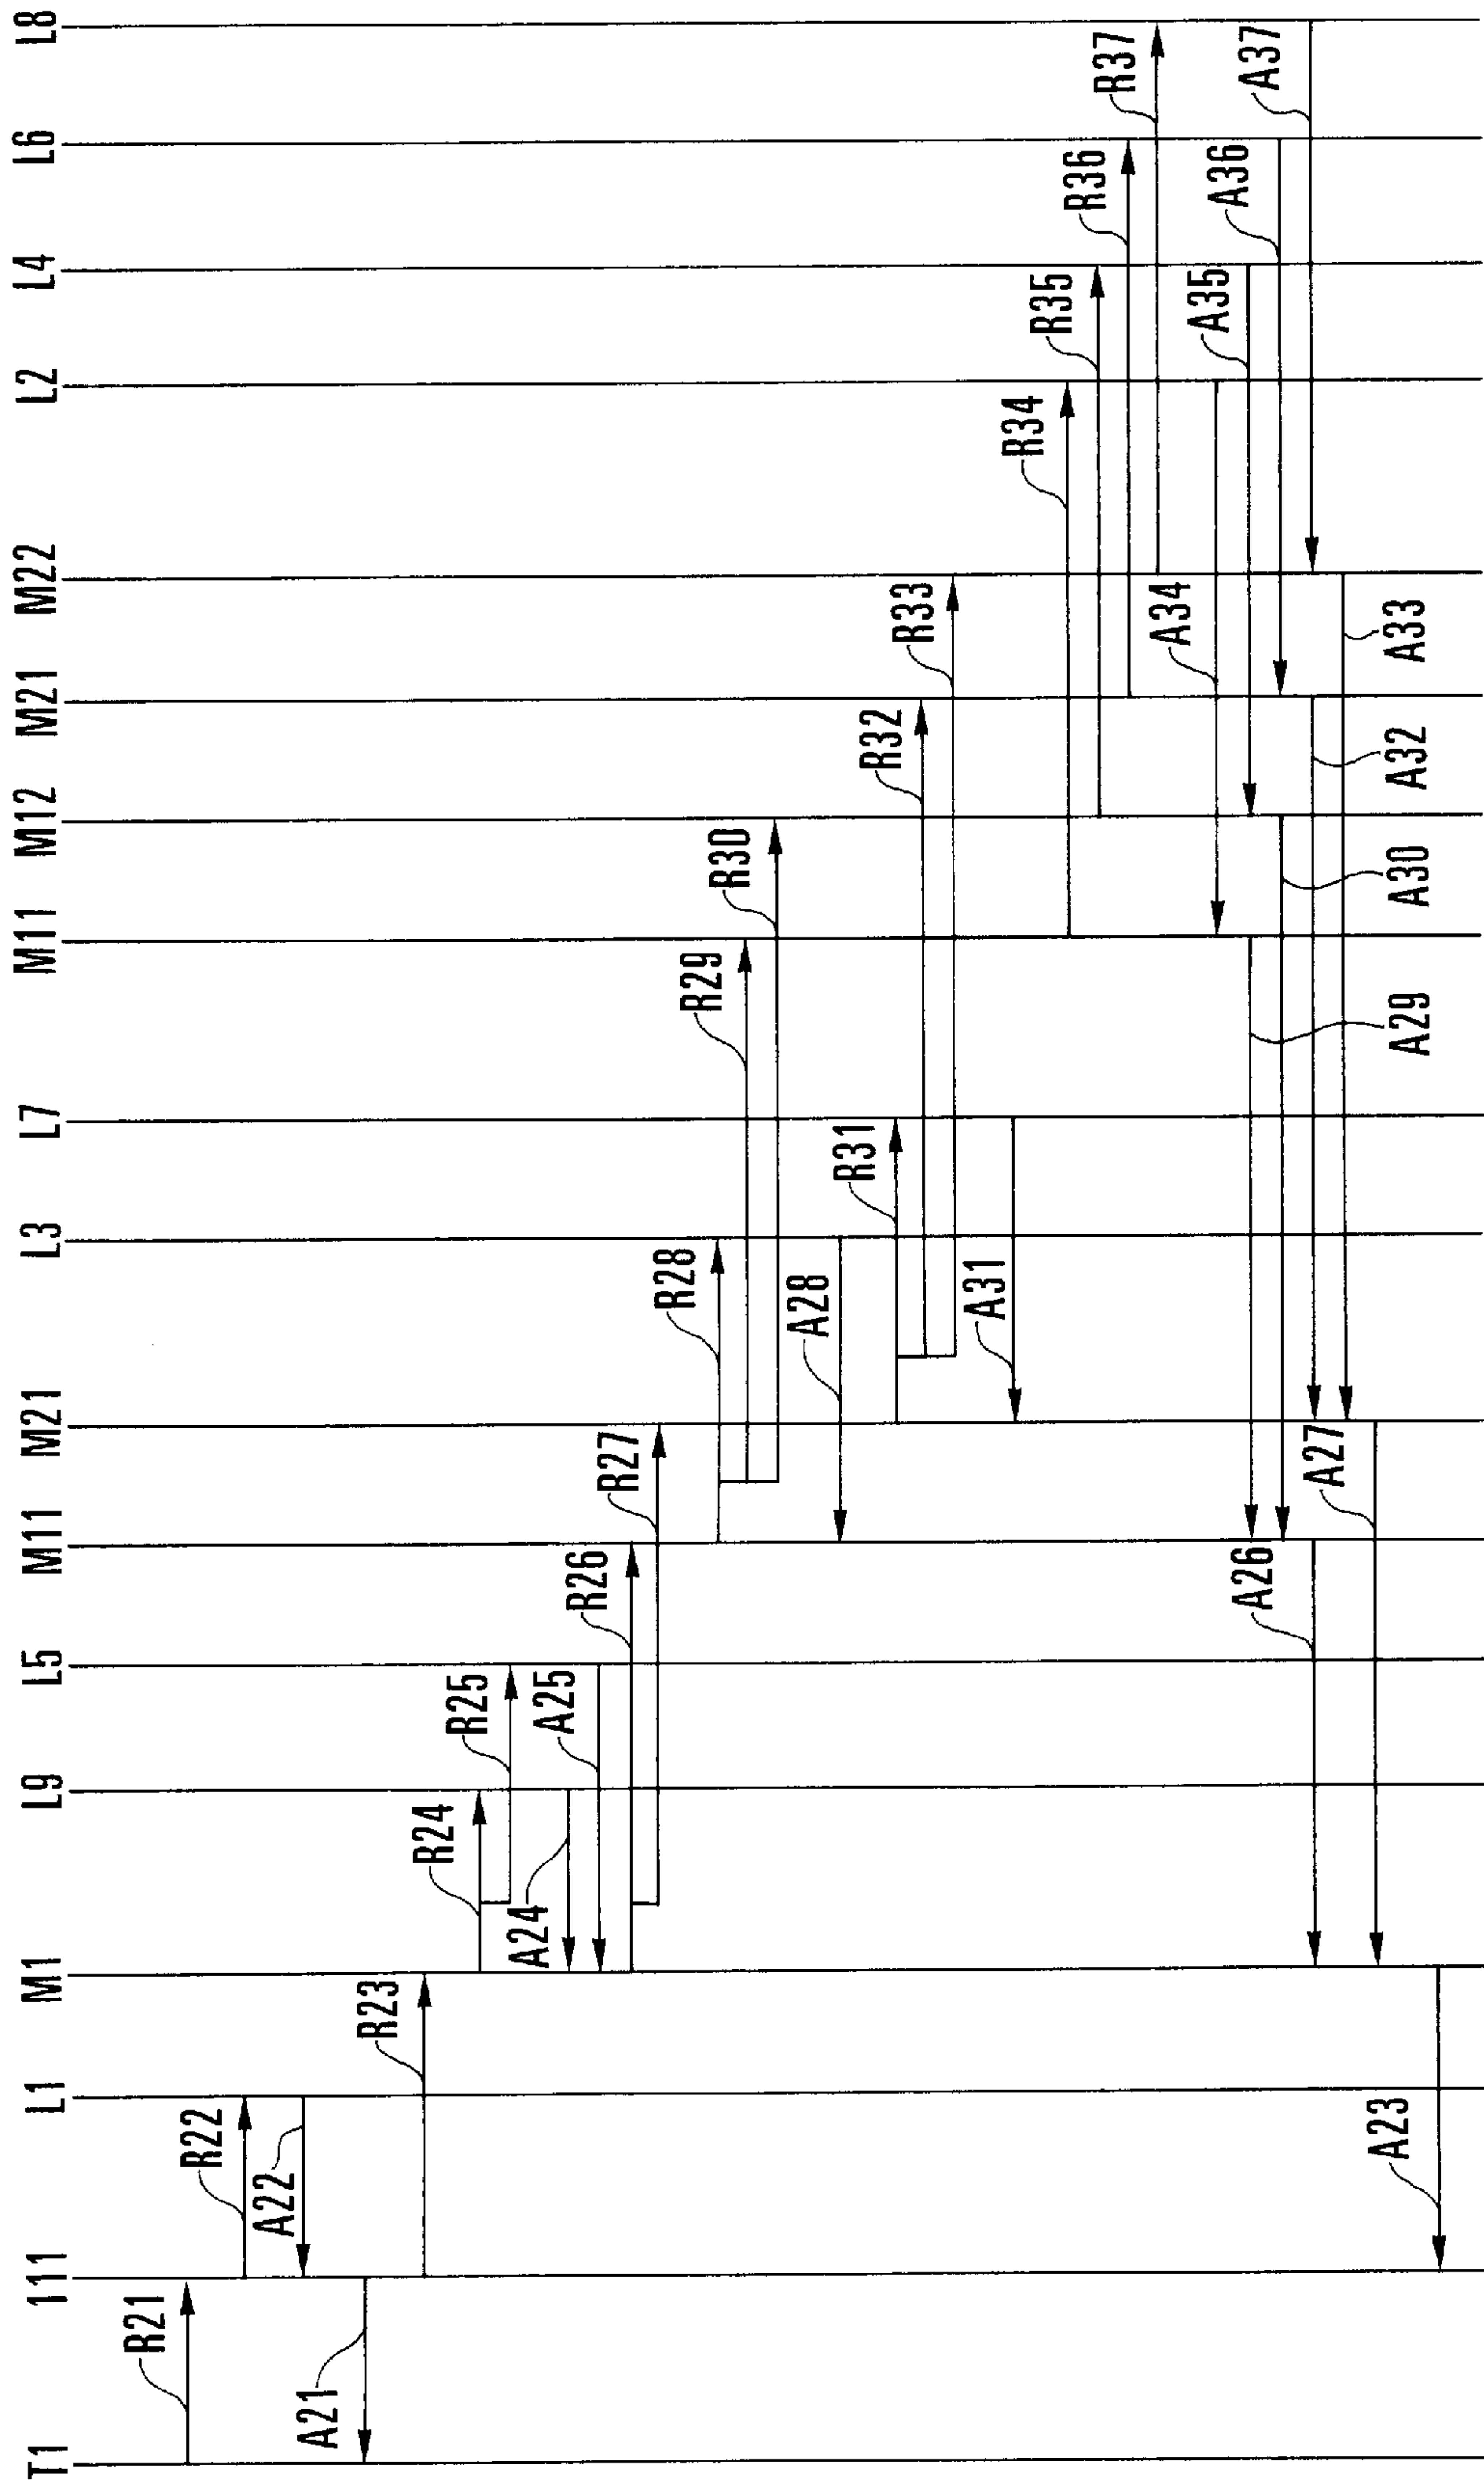 T1 111 L1 M1 L9 L5 M11 M21 L3 L7 M11 M12 M21 M22 L2 L4 L6 L8
R21
R22
A22
A21
R23
R24
R25
A24
A25
R26
R27
R28
R29
R30
A28
R31
R32
R33
A31
R34
R35
R36
R37
A34
A35
A36
A37
A29
A30
A32
A33
A26
A27
A23